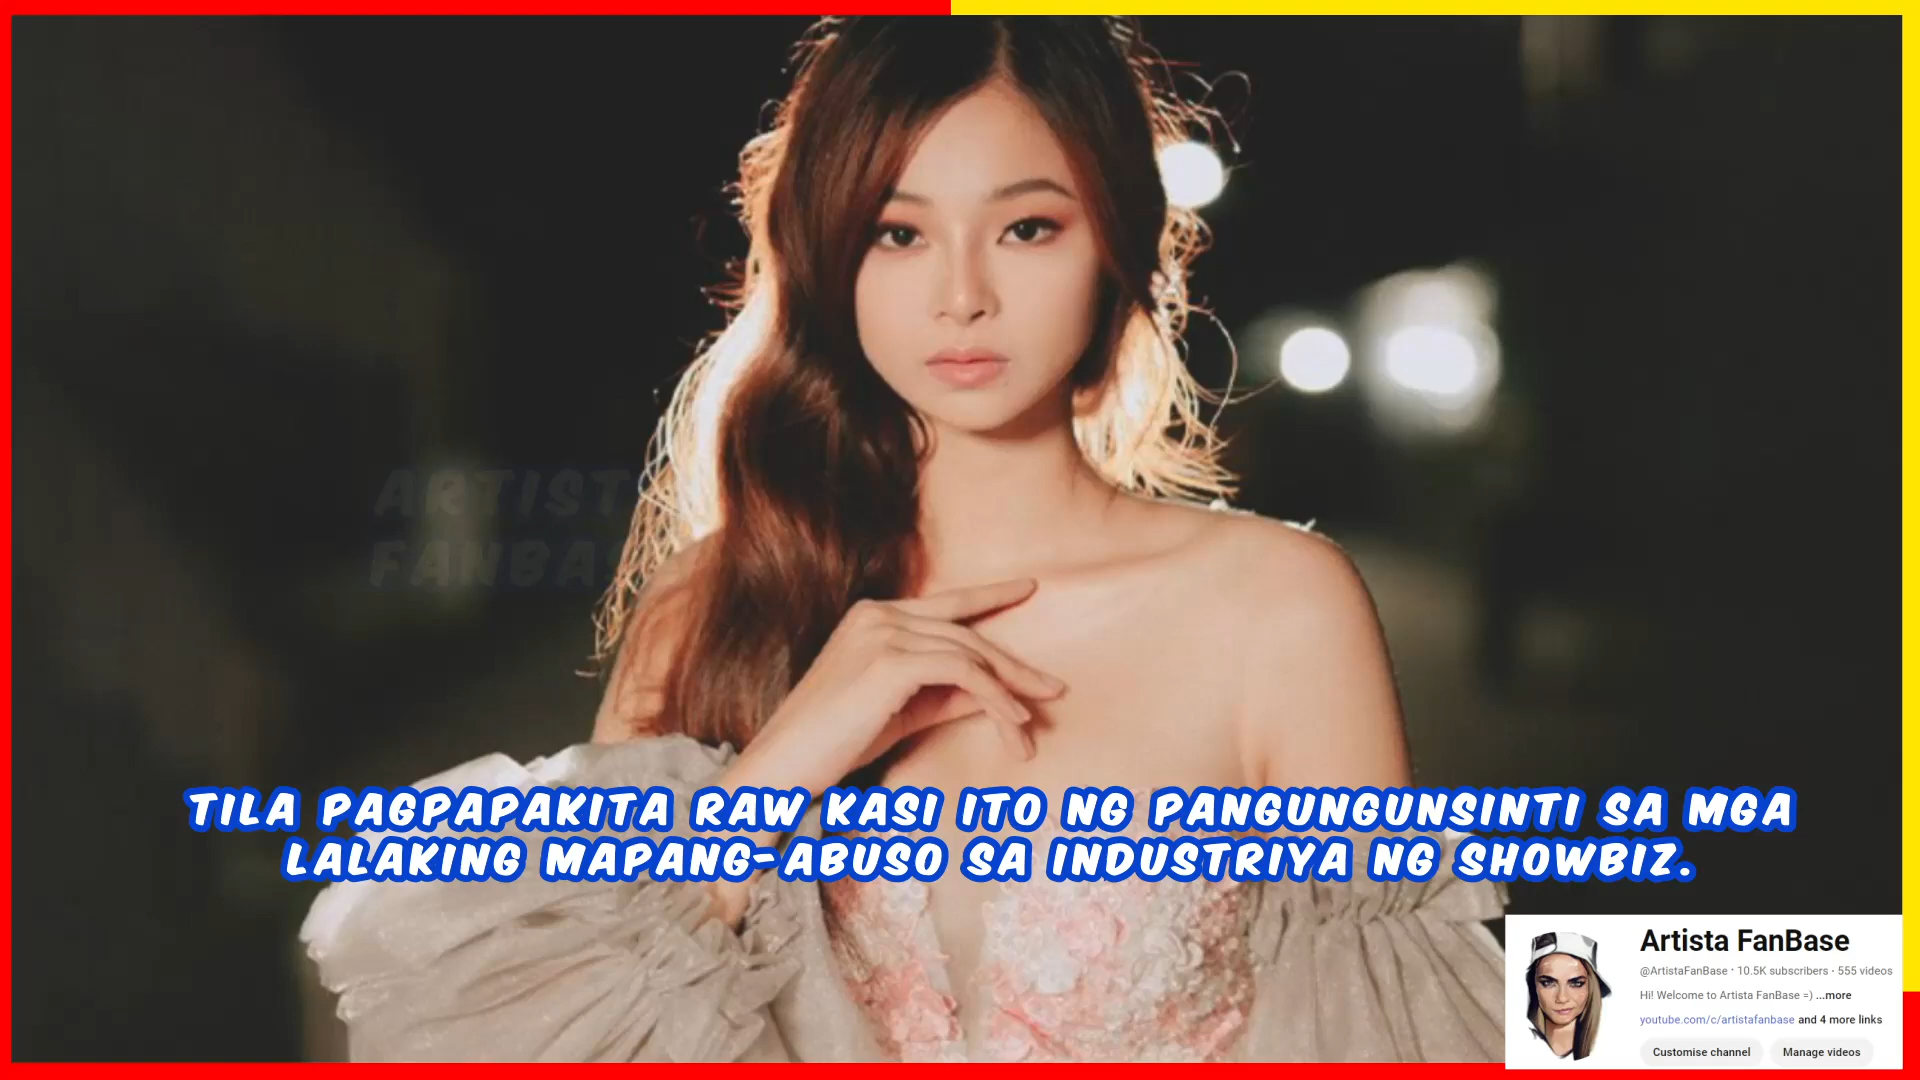 ARTIST
FANBAS
TILA PAGPAPAKITA RAW KASI ITO NG PANGUNGUNSINTI SA MGA
LALAKING MAPANG-ABUSO SA INDUSTRIYA NG SHOWBIZ.
Artista FanBase
@ArtistaFanBase · 10.5K subscribers · 555 videos
Hi! Welcome to Artista FanBase =) ...more
youtube.com/c/artistafanbase and 4 more links
Customise channel Manage videos